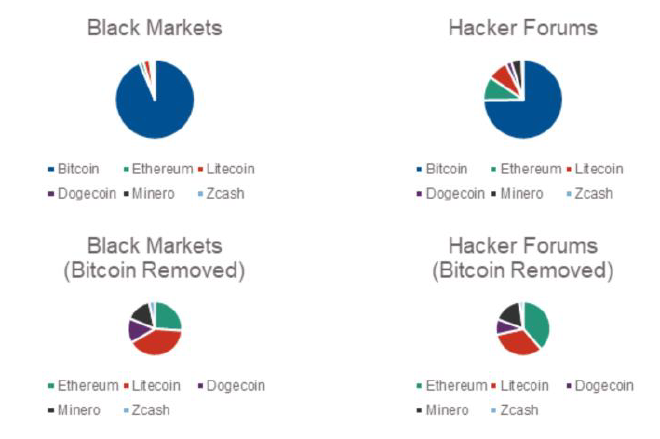 Black Markets
Bitcoin Ethereum Litecoin
Dogecoin Minero Zcash
Hacker Forums
Bitcoin Ethereum Litecoin
Dogecoin Minero Zcash
Black Markets
(Bitcoin Removed)
Ethereum Litecoin Dogecoin
Minero Zcash
Hacker Forums
(Bitcoin Removed)
Ethereum Litecoin Dogecoin
Minero Zcash